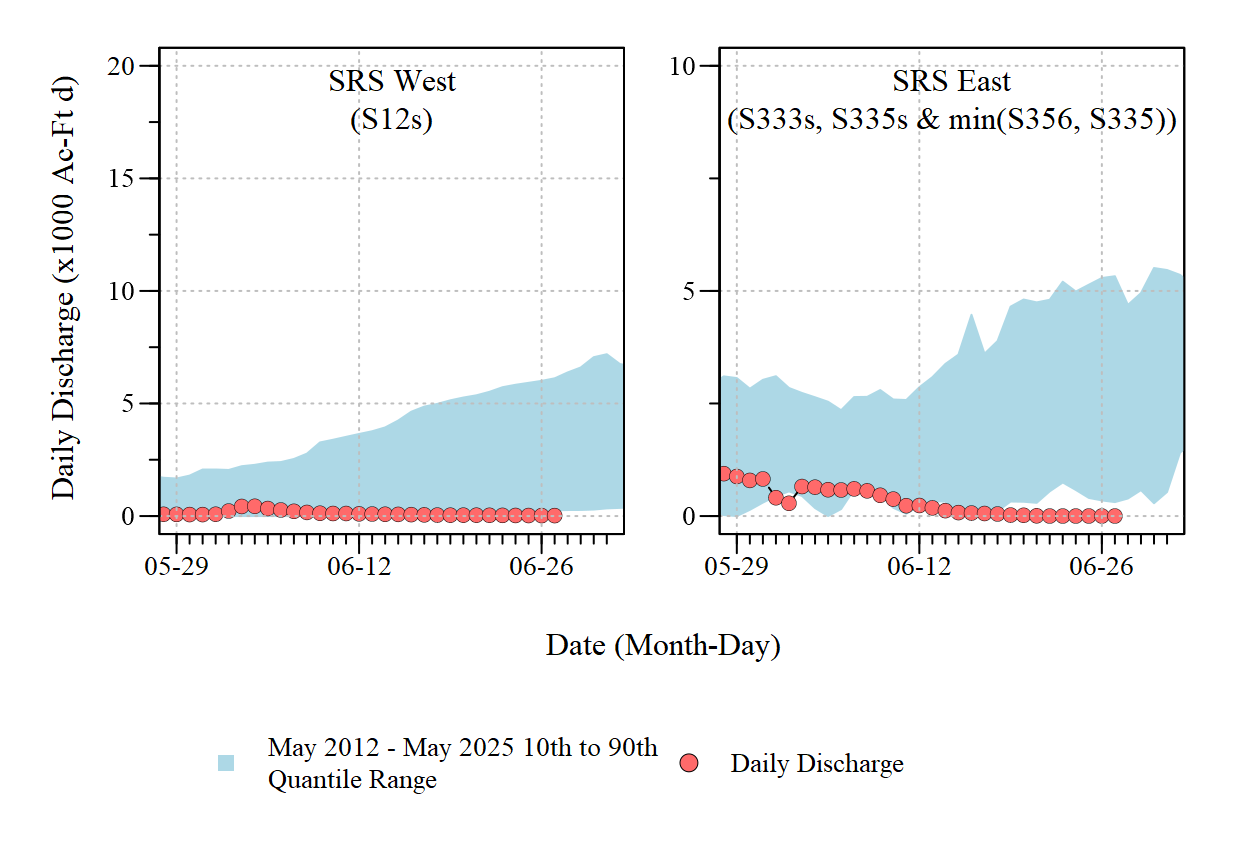 SRS West
(S12s)
SRS East
(S333s, S335s & min(S356, S335))
Daily Discharge (x1000 Ac-Ft d)
20
15
10
5
0
10
5
0
05-29
06-12
06-26
05-29
06-12
06-26
Date (Month-Day)
May 2012 - May 2025 10th to 90th
Quantile Range
Daily Discharge